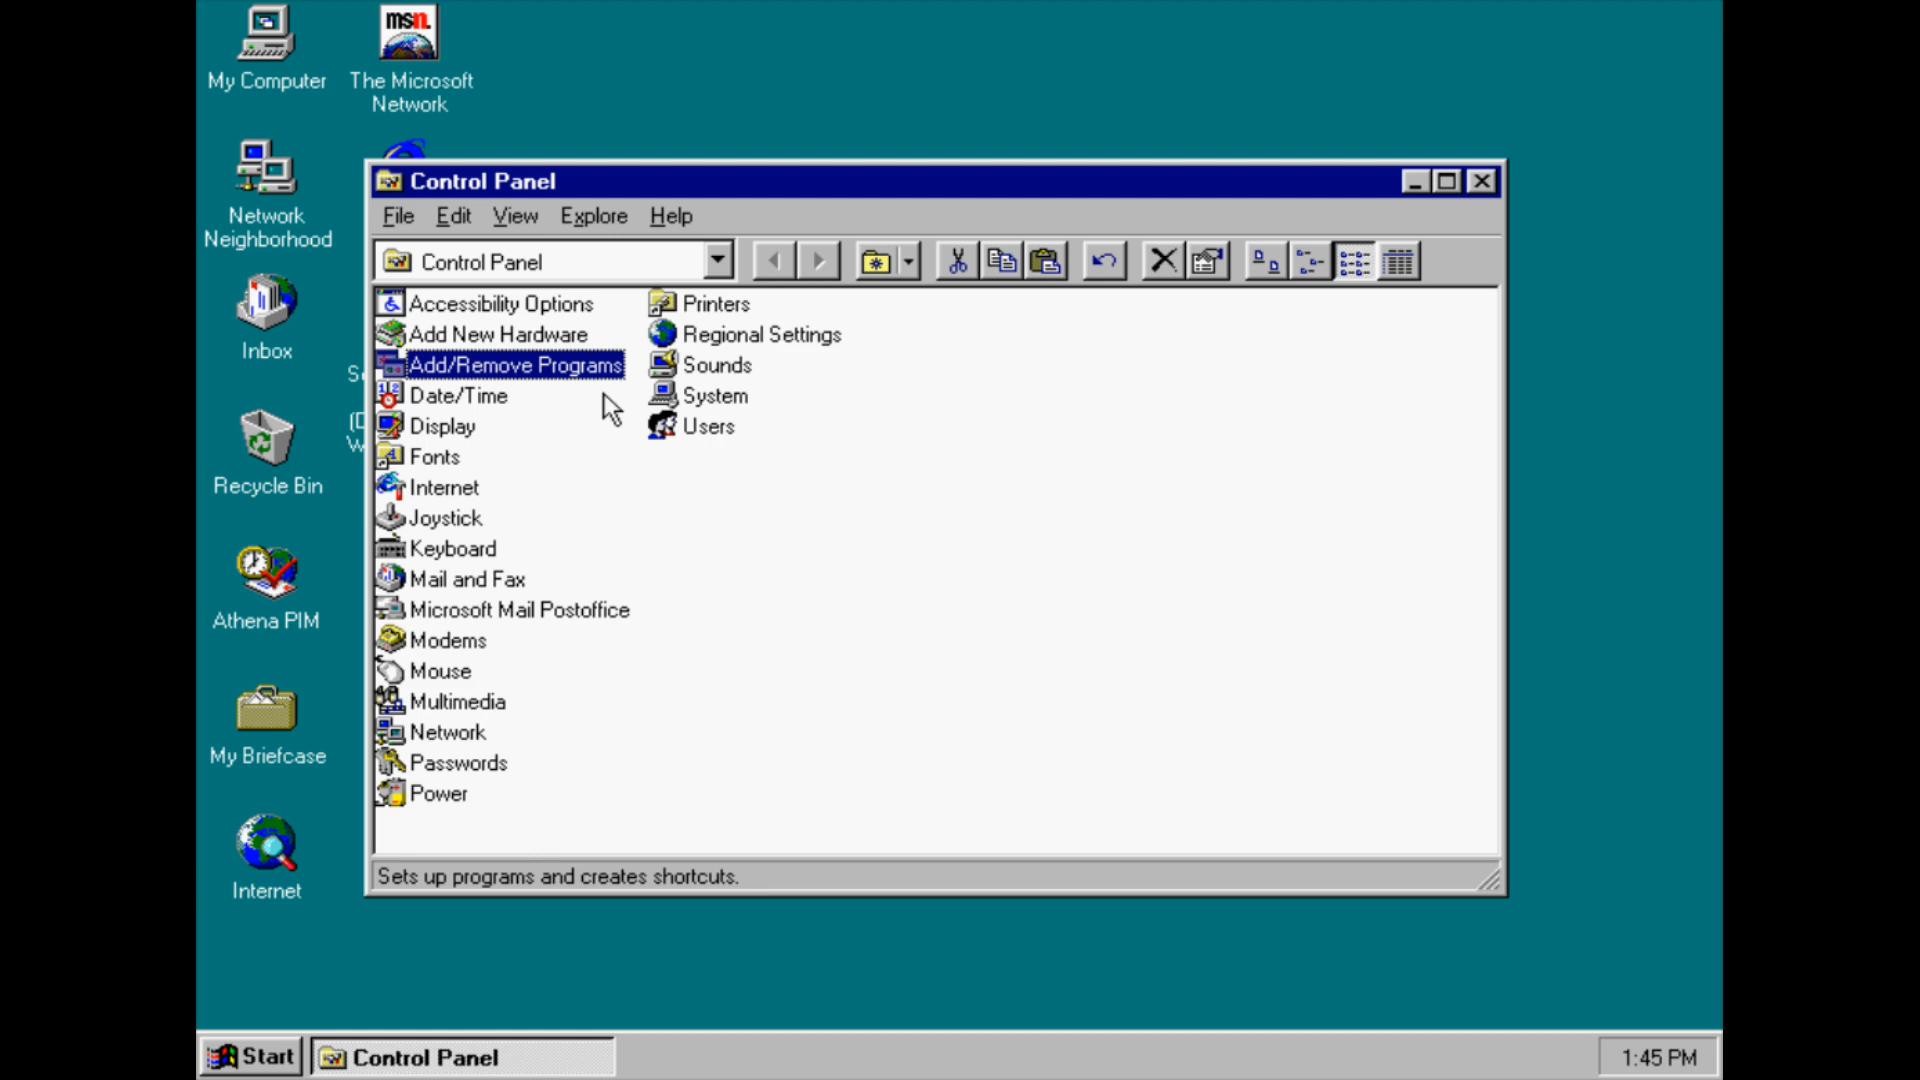 My Computer
msn.
The Microsoft
Network
Network
Neighborhood
Inbox
Recycle Bin
Athena PIM
My Briefcase
Internet
Control Panel
File Edit View Explore Help
Control Panel
Accessibility Options
Add New Hardware
Add/Remove Programs
Date/Time
Display
Fonts
Internet
Joystick
Keyboard
Mail and Fax
Microsoft Mail Postoffice
Modems
Mouse
Multimedia
Network
Passwords
Power
Printers
Regional Settings
Sounds
System
Users
Sets up programs and creates shortcuts.
Start
Control Panel
1:45 PM